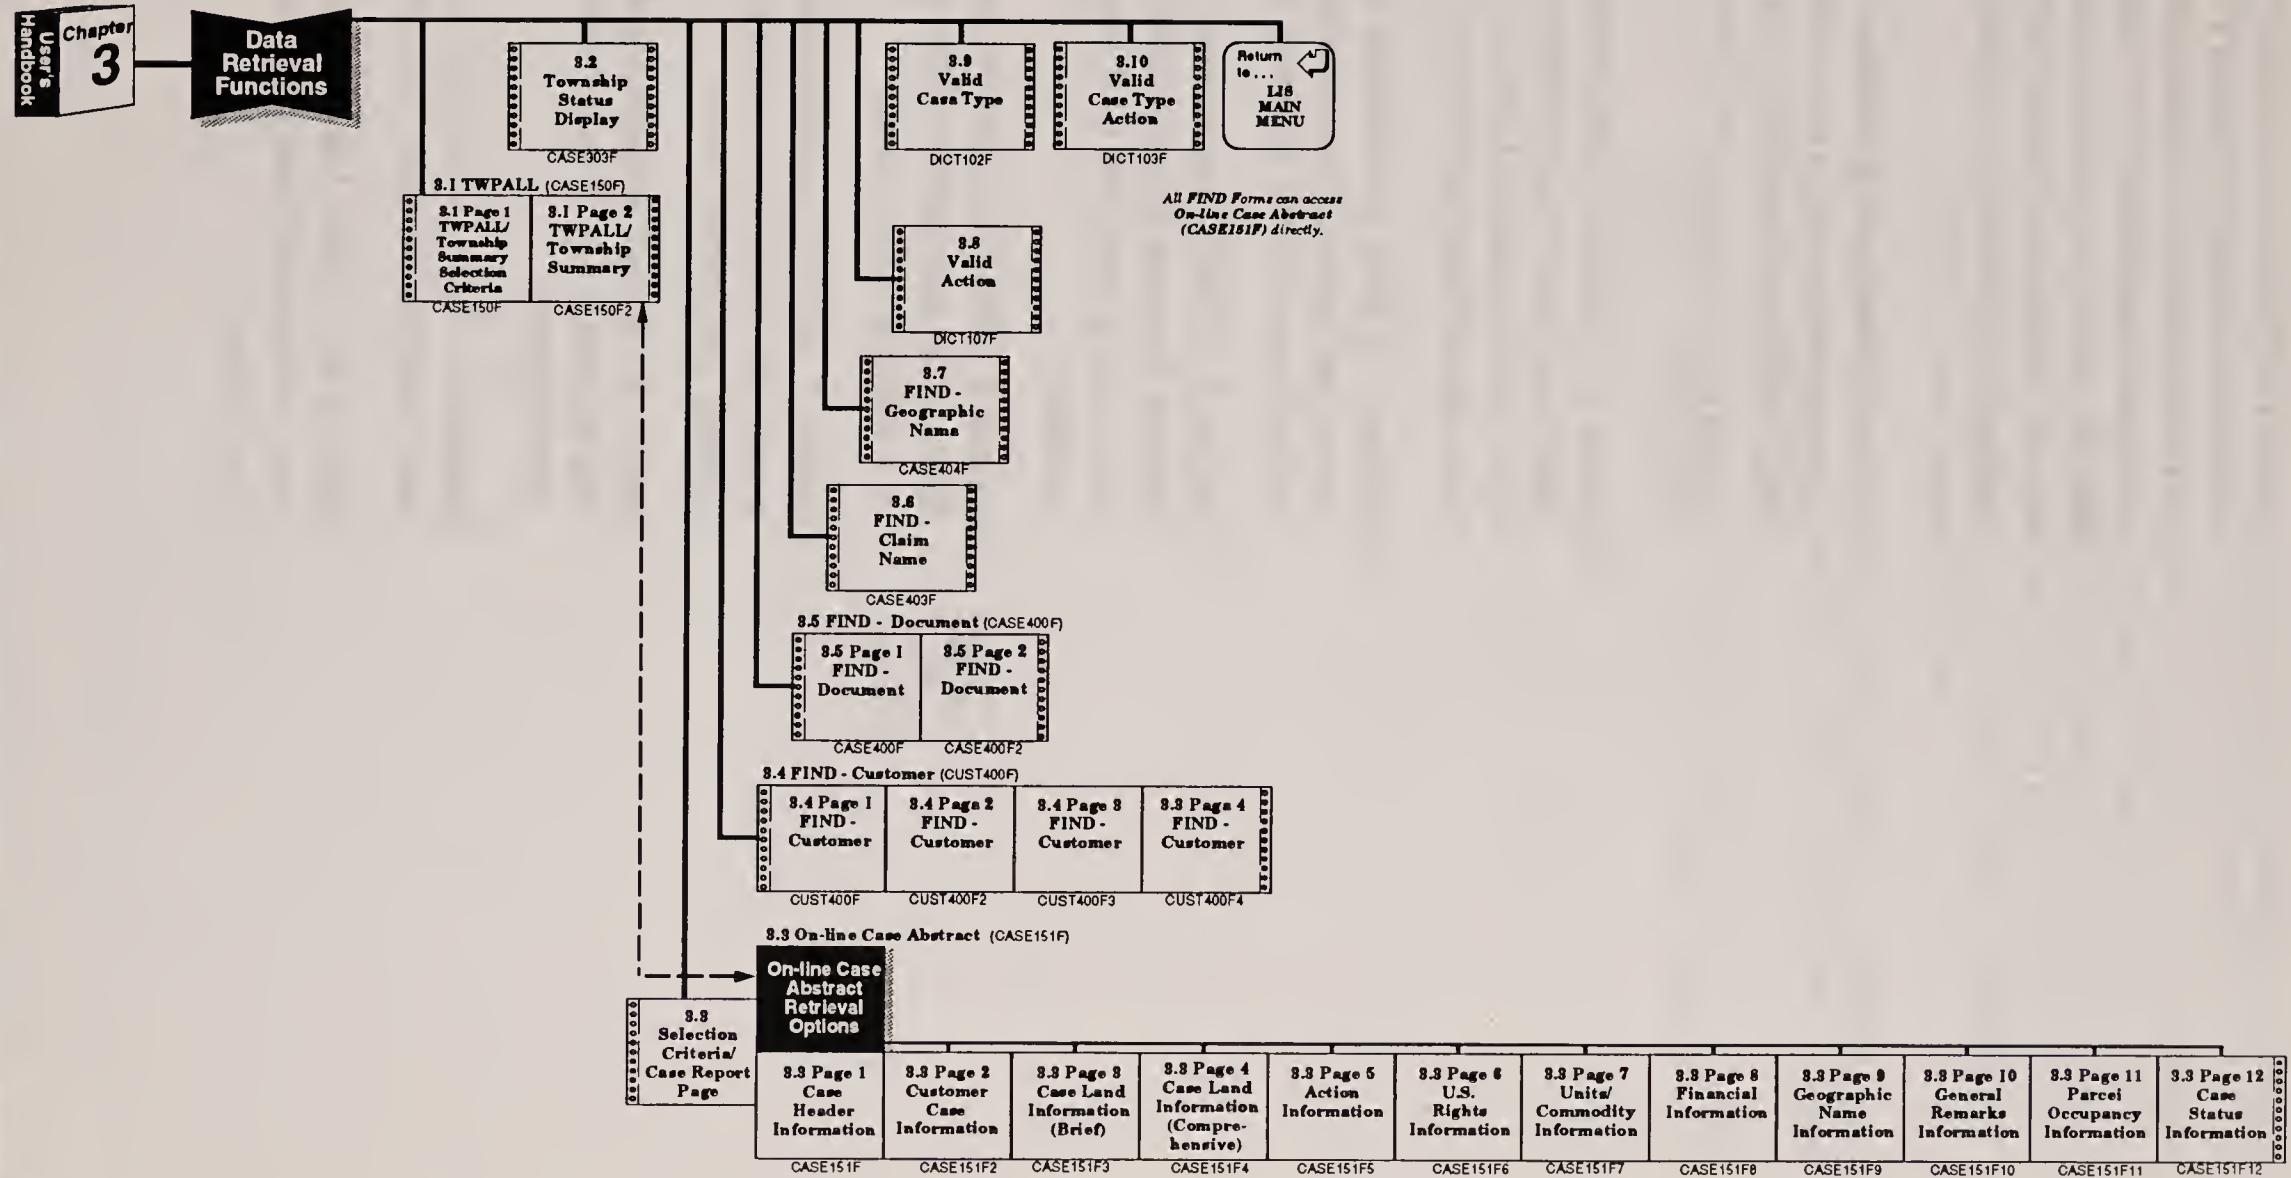 User's
Handbook
Chapter
3
Data
Retrieval
Functions
3.2
Township
Status
Display
CASE303F
3.9
Valid
Case Type
DICT102F
3.10
Valid
Case Type
Action
DICT103F
Return
to ...
LIS
MAIN
MENU
3.1 TWPALL (CASE150F)
3.1 Page 1
TWPALL/
Township
Summary
Selection
Criteria
CASE150F
3.1 Page 2
TWPALL/
Township
Summary
CASE150F2
All FIND Forms can access
On-line Case Abstract
(CASE151F) directly.
3.8
Valid
Action
DICT107F
3.7
FIND -
Geographic
Name
CASE404F
3.6
FIND -
Claim
Name
CASE403F
3.5 FIND - Document (CASE400F)
3.5 Page 1
FIND -
Document
CASE400F
3.5 Page 2
FIND -
Document
CASE400F2
3.4 FIND - Customer (CUST400F)
3.4 Page 1
FIND -
Customer
CUST400F
3.4 Page 2
FIND -
Customer
CUST400F2
3.4 Page 3
FIND -
Customer
CUST400F3
3.3 Page 4
FIND -
Customer
CUST400F4
3.3 On-line Case Abstract (CASE151F)
On-line Case
Abstract
Retrieval
Options
3.3
Selection
Criteria/
Case Report
Page
3.3 Page 1
Case
Header
Information
CASE151F
3.3 Page 2
Customer
Case
Information
CASE151F2
3.3 Page 3
Case Land
Information
(Brief)
CASE151F3
3.3 Page 4
Case Land
Information
(Compre-
hensive)
CASE151F4
3.3 Page 5
Action
Information
CASE151F5
3.3 Page 6
U.S.
Rights
Information
CASE151F6
3.3 Page 7
Units/
Commodity
Information
CASE151F7
3.3 Page 8
Financial
Information
CASE151F8
3.3 Page 9
Geographic
Name
Information
CASE151F9
3.3 Page 10
General
Remarks
Information
CASE151F10
3.3 Page 11
Parcel
Occupancy
Information
CASE151F11
3.3 Page 12
Case
Status
Information
CASE151F12